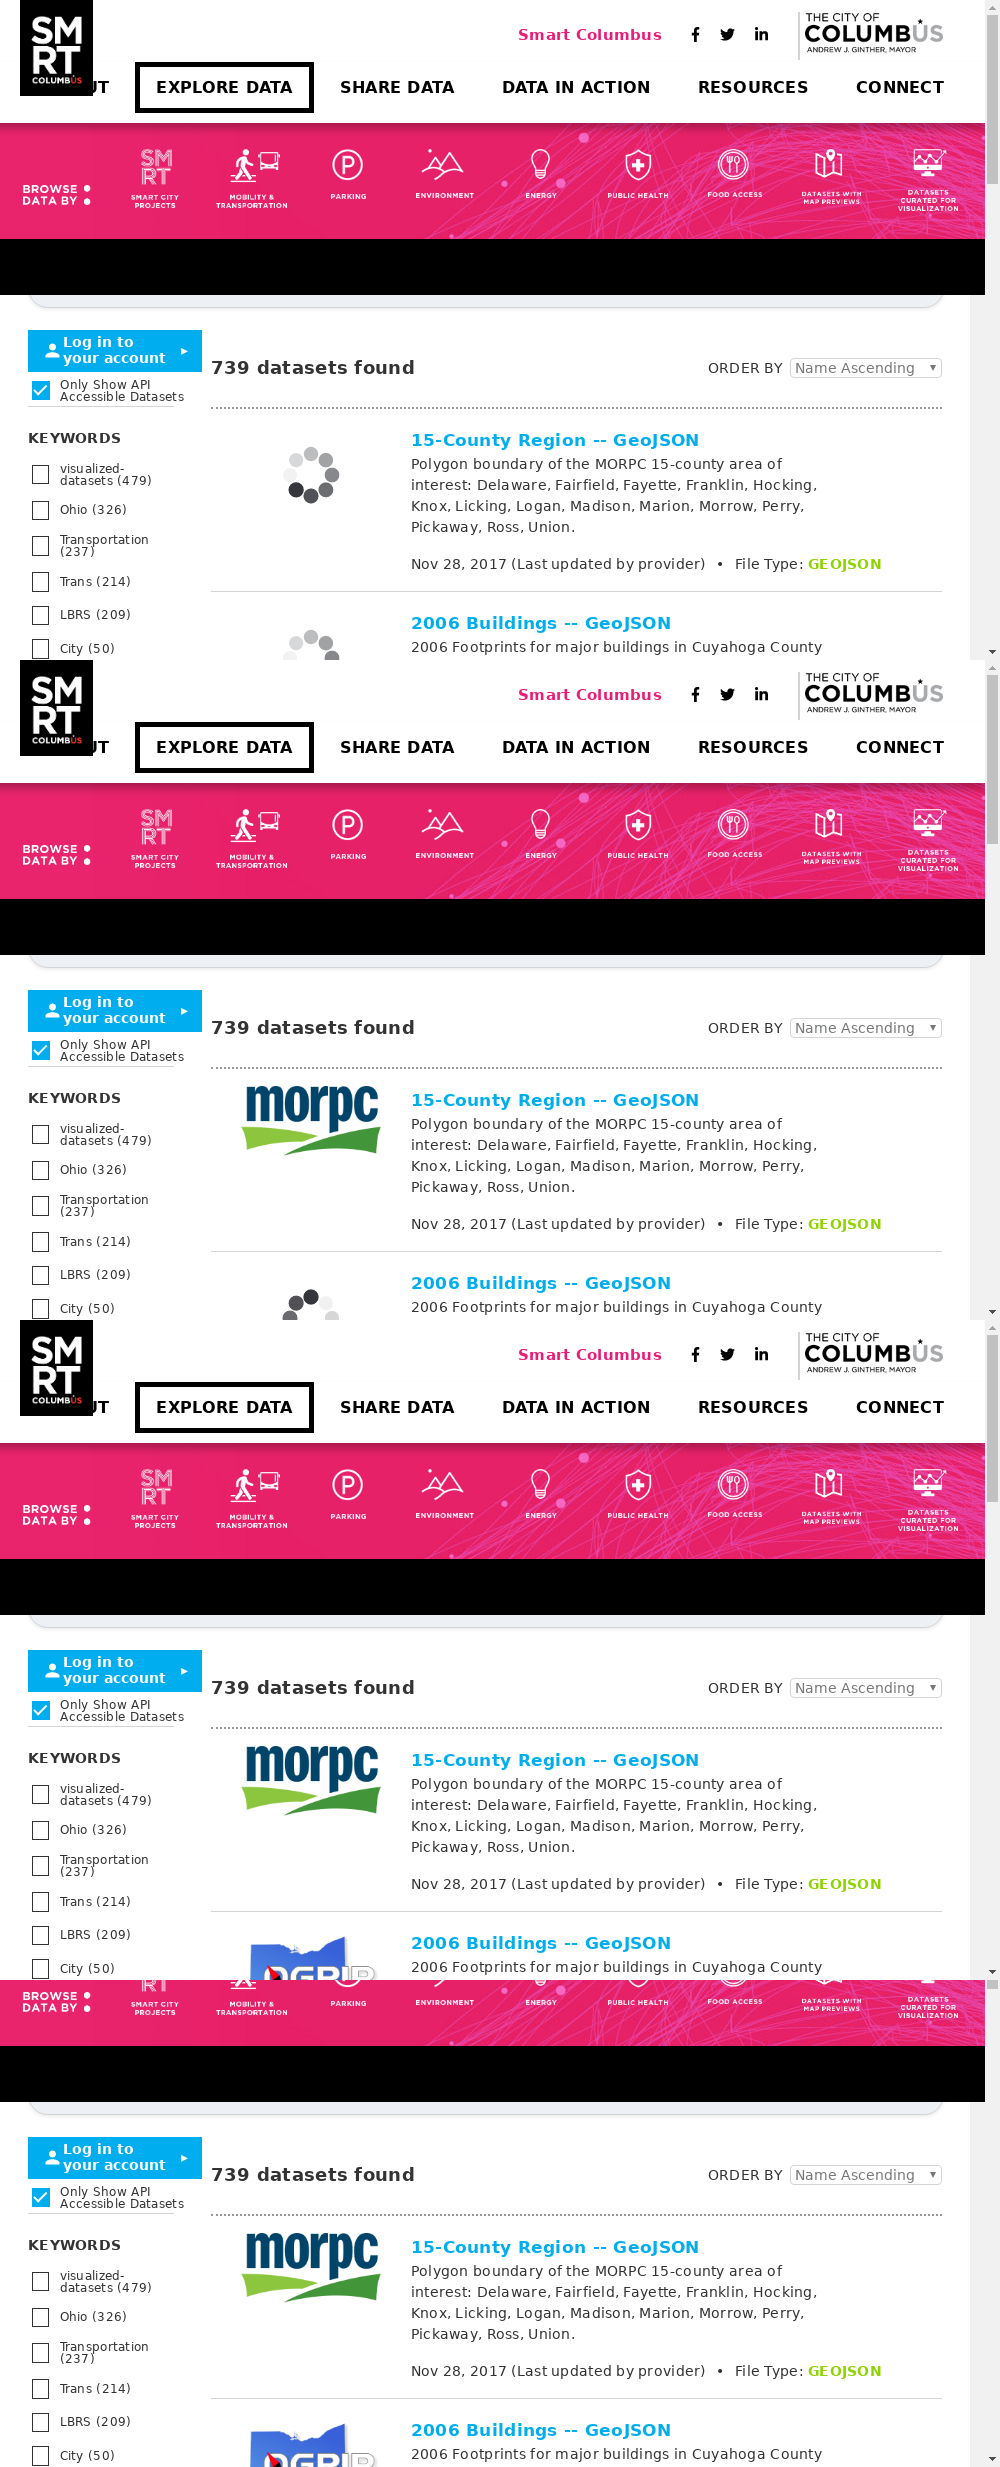 SM
RT
COLUMBUS
Smart Columbus
THE CITY OF
COLUMBUS
ANDREW J. GINTHER, MAYOR
UT
EXPLORE DATA
SHARE DATA
DATA IN ACTION
RESOURCES
CONNECT
BROWSE
DATA BY
SM
RT
SMART CITY
PROJECTS
MOBILITY &
TRANSPORTATION
P
PARKING
ENVIRONMENT
ENERGY
PUBLIC HEALTH
FOOD ACCESS
DATASETS WITH
MAP PREVIEWS
DATASETS
CURATED FOR
VISUALIZATION
Log in to
your account
Only Show API
Accessible Datasets
KEYWORDS
visualized-
datasets (479)
Ohio (326)
Transportation
(237)
Trans (214)
LBRS (209)
City (50)
739 datasets found
ORDER BY Name Ascending
15-County Region -- GeoJSON
Polygon boundary of the MORPC 15-county area of
interest: Delaware, Fairfield, Fayette, Franklin, Hocking,
Knox, Licking, Logan, Madison, Marion, Morrow, Perry,
Pickaway, Ross, Union.
Nov 28, 2017 (Last updated by provider) • File Type: GEOJSON
2006 Buildings -- GeoJSON
2006 Footprints for major buildings in Cuyahoga County
SM
RT
COLUMBUS
Smart Columbus
THE CITY OF
COLUMBUS
ANDREW J. GINTHER, MAYOR
UT
EXPLORE DATA
SHARE DATA
DATA IN ACTION
RESOURCES
CONNECT
BROWSE
DATA BY
SM
RT
SMART CITY
PROJECTS
MOBILITY &
TRANSPORTATION
P
PARKING
ENVIRONMENT
ENERGY
PUBLIC HEALTH
FOOD ACCESS
DATASETS WITH
MAP PREVIEWS
DATASETS
CURATED FOR
VISUALIZATION
Log in to
your account
Only Show API
Accessible Datasets
KEYWORDS
visualized-
datasets (479)
Ohio (326)
Transportation
(237)
Trans (214)
LBRS (209)
City (50)
739 datasets found
ORDER BY Name Ascending
morpc
15-County Region -- GeoJSON
Polygon boundary of the MORPC 15-county area of
interest: Delaware, Fairfield, Fayette, Franklin, Hocking,
Knox, Licking, Logan, Madison, Marion, Morrow, Perry,
Pickaway, Ross, Union.
Nov 28, 2017 (Last updated by provider) • File Type: GEOJSON
2006 Buildings -- GeoJSON
2006 Footprints for major buildings in Cuyahoga County
SM
RT
COLUMBUS
Smart Columbus
THE CITY OF
COLUMBUS
ANDREW J. GINTHER, MAYOR
UT
EXPLORE DATA
SHARE DATA
DATA IN ACTION
RESOURCES
CONNECT
BROWSE
DATA BY
SM
RT
SMART CITY
PROJECTS
MOBILITY &
TRANSPORTATION
P
PARKING
ENVIRONMENT
ENERGY
PUBLIC HEALTH
FOOD ACCESS
DATASETS WITH
MAP PREVIEWS
DATASETS
CURATED FOR
VISUALIZATION
Log in to
your account
Only Show API
Accessible Datasets
KEYWORDS
visualized-
datasets (479)
Ohio (326)
Transportation
(237)
Trans (214)
LBRS (209)
City (50)
739 datasets found
ORDER BY Name Ascending
morpc
15-County Region -- GeoJSON
Polygon boundary of the MORPC 15-county area of
interest: Delaware, Fairfield, Fayette, Franklin, Hocking,
Knox, Licking, Logan, Madison, Marion, Morrow, Perry,
Pickaway, Ross, Union.
Nov 28, 2017 (Last updated by provider) • File Type: GEOJSON
OGRIP
2006 Buildings -- GeoJSON
2006 Footprints for major buildings in Cuyahoga County
BROWSE
DATA BY
RT
SMART CITY
PROJECTS
MOBILITY &
TRANSPORTATION
PARKING
ENVIRONMENT
ENERGY
PUBLIC HEALTH
FOOD ACCESS
DATASETS WITH
MAP PREVIEWS
DATASETS
CURATED FOR
VISUALIZATION
Log in to
your account
Only Show API
Accessible Datasets
KEYWORDS
visualized-
datasets (479)
Ohio (326)
Transportation
(237)
Trans (214)
LBRS (209)
City (50)
739 datasets found
ORDER BY Name Ascending
morpc
15-County Region -- GeoJSON
Polygon boundary of the MORPC 15-county area of
interest: Delaware, Fairfield, Fayette, Franklin, Hocking,
Knox, Licking, Logan, Madison, Marion, Morrow, Perry,
Pickaway, Ross, Union.
Nov 28, 2017 (Last updated by provider) • File Type: GEOJSON
OGRIP
2006 Buildings -- GeoJSON
2006 Footprints for major buildings in Cuyahoga County